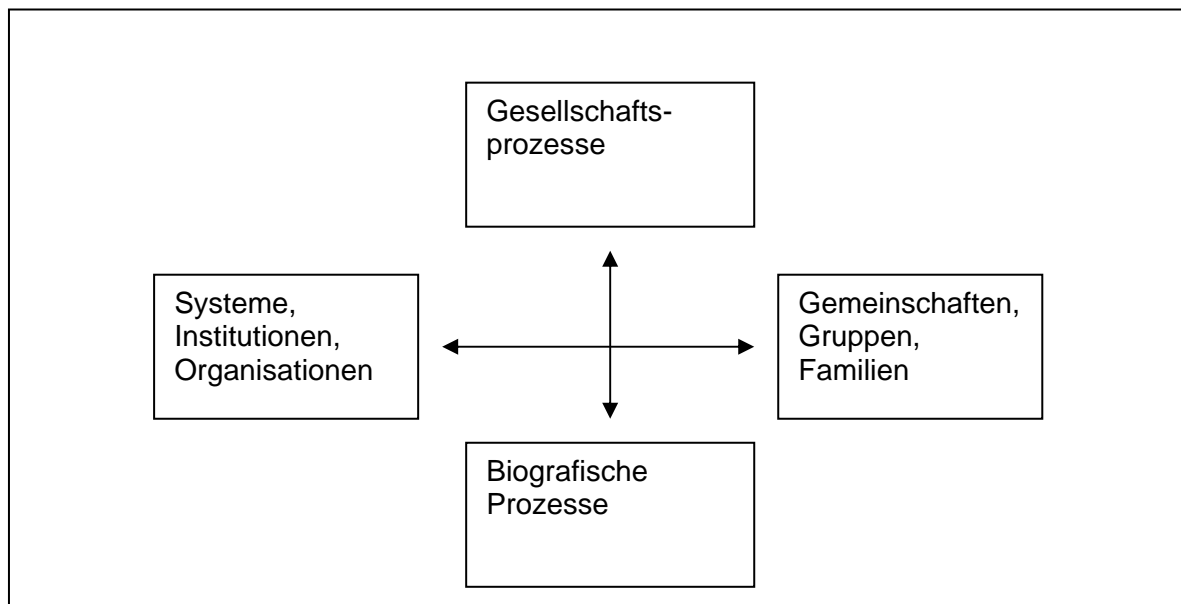 Gesellschafts-
prozesse
Systeme,
Institutionen,
Organisationen
Gemeinschaften,
Gruppen,
Familien
Biografische
Prozesse